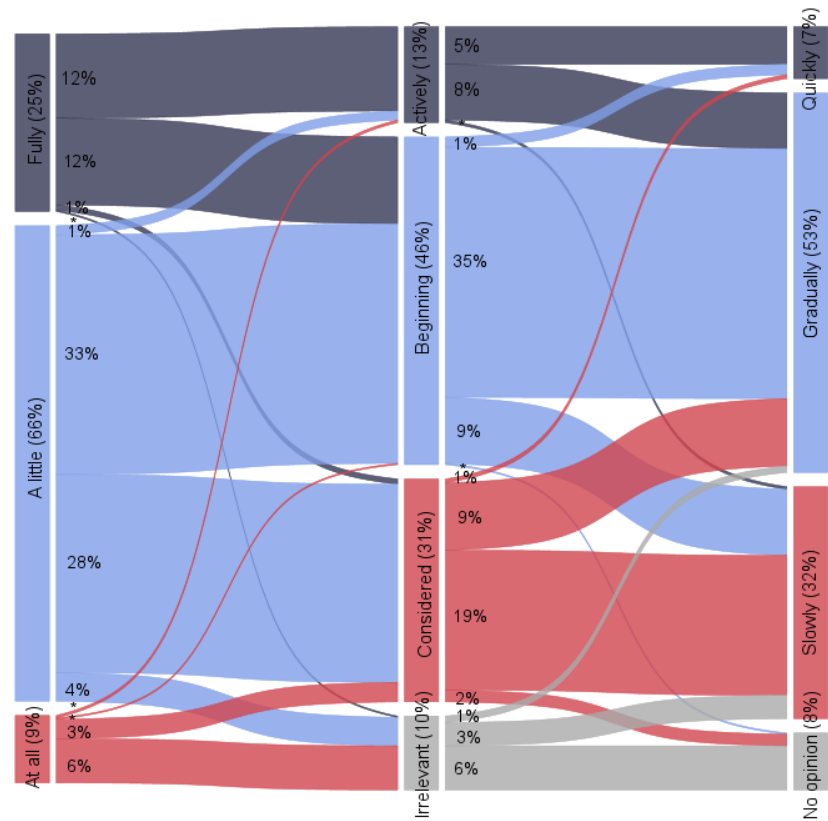 Fully (25%)
12%
12%
1%
*
A little (66%)
1%
33%
28%
4%
At all (9%)
*
*
3%
6%
Actively (13%)
5%
8%
*
Beginning (46%)
1%
35%
9%
*
Considered (31%)
1%
9%
19%
2%
Irrelevant (10%)
1%
3%
6%
Quickly (7%)
Gradually (53%)
Slowly (32%)
No opinion (8%)